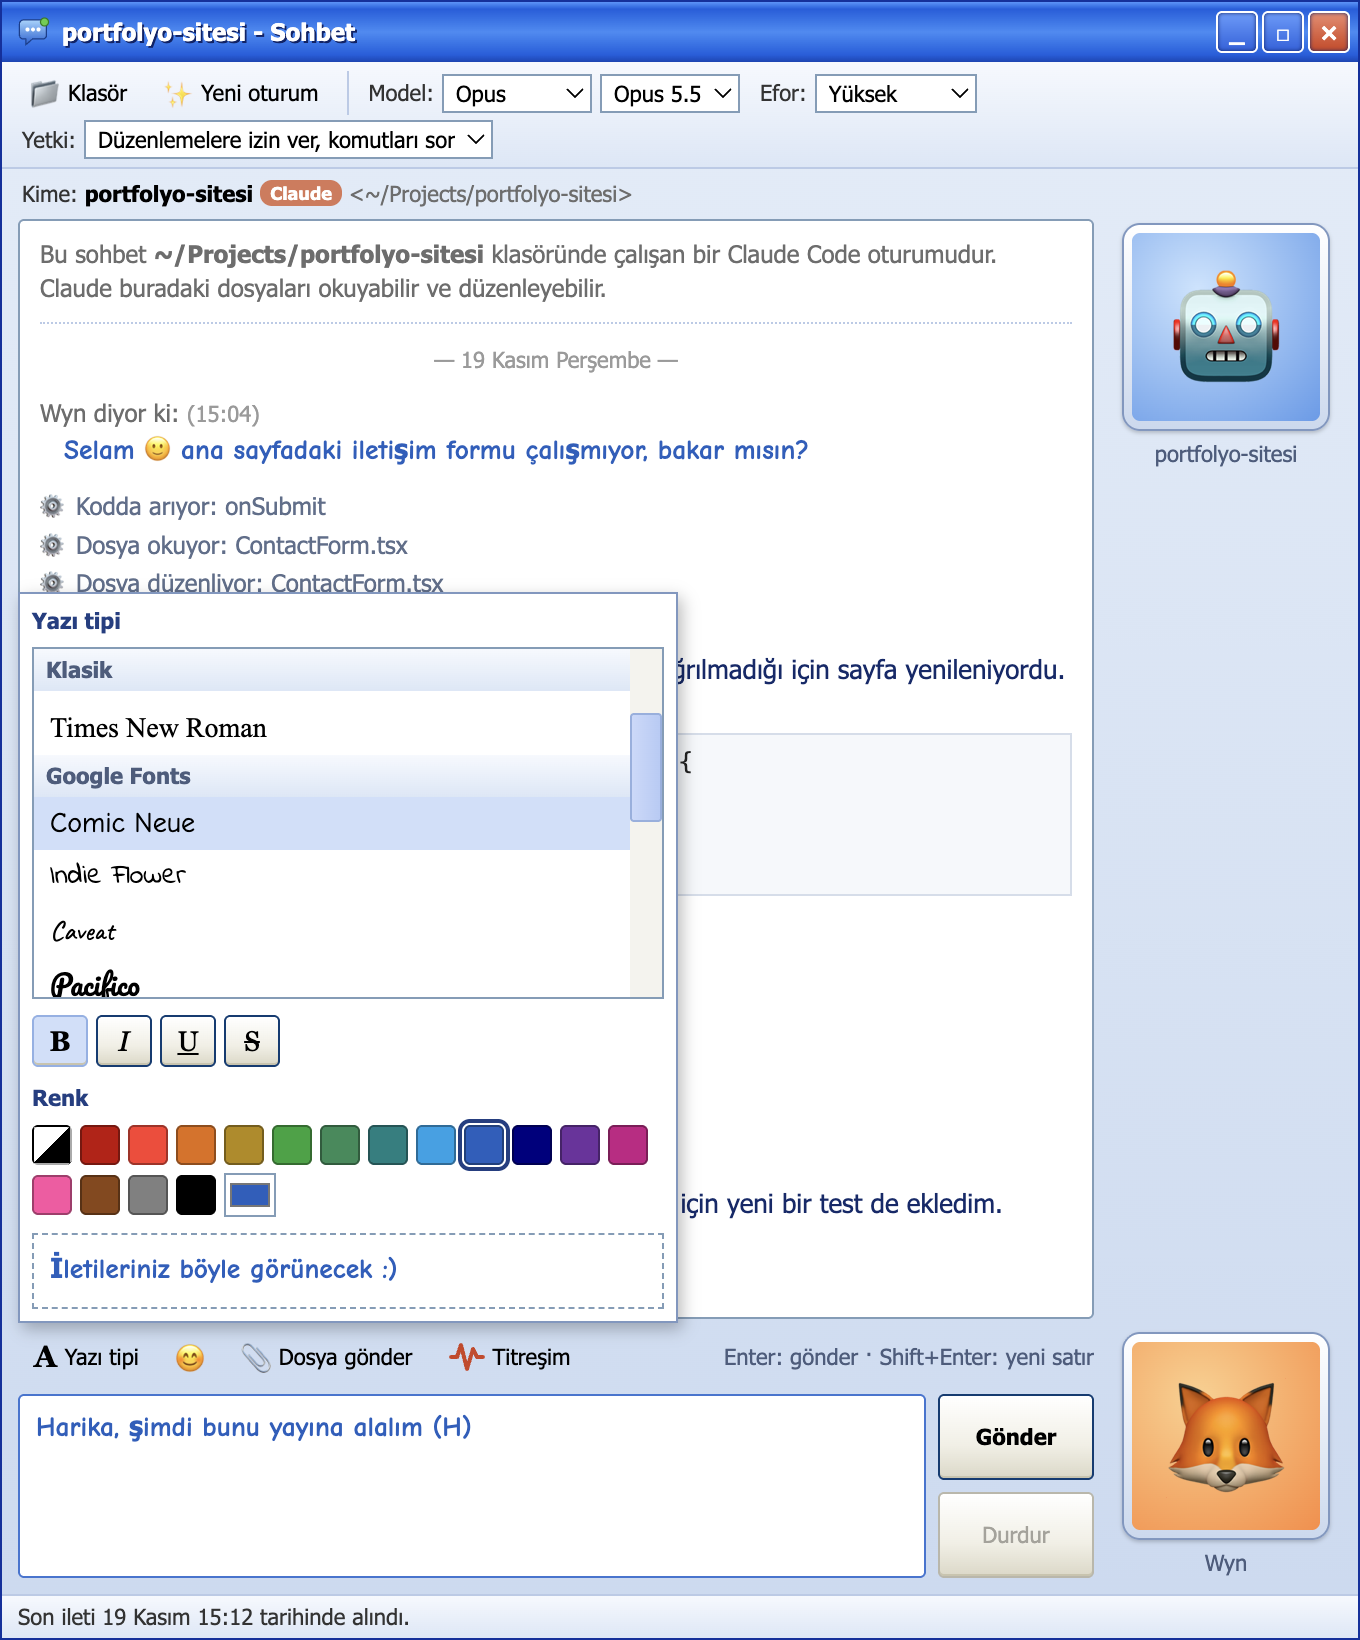 portfolyo-sitesi - Sohbet
Klasör
Yeni oturum
Model:
Opus
Opus 5.5
Efor:
Yüksek
Yetki:
Düzenlemelere izin ver, komutları sor
Kime: portfolyo-sitesi Claude <~/Projects/portfolyo-sitesi>
Bu sohbet ~/Projects/portfolyo-sitesi klasöründe çalışan bir Claude Code oturumudur.
Claude buradaki dosyaları okuyabilir ve düzenleyebilir.
— 19 Kasım Perşembe —
Wyn diyor ki: (15:04)
Selam 🙂 ana sayfadaki iletişim formu çalışmıyor, bakar mısın?
Kodda arıyor: onSubmit
Dosya okuyor: ContactForm.tsx
Dosya düzenliyor: ContactForm.tsx
ğrılmadığı için sayfa yenileniyordu.
{
için yeni bir test de ekledim.
portfolyo-sitesi
Yazı tipi
Klasik
Times New Roman
Google Fonts
Comic Neue
Indie Flower
Caveat
Pacifico
B
I
U
S
Renk
İletileriniz böyle görünecek :)
A Yazı tipi
Dosya gönder
Titreşim
Enter: gönder · Shift+Enter: yeni satır
Harika, şimdi bunu yayına alalım (H)
Gönder
Durdur
Wyn
Son ileti 19 Kasım 15:12 tarihinde alındı.